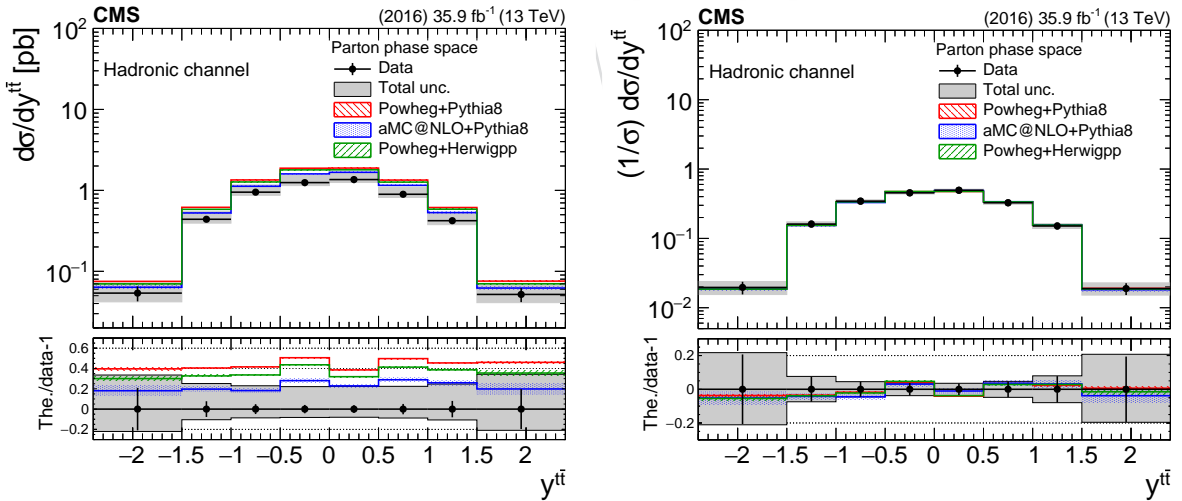 CMS
(2016) 35.9 fb⁻¹ (13 TeV)
dσ/dy^{tt̄} [pb]
10²
10
1
10⁻¹
Hadronic channel
Parton phase space
Data
Total unc.
Powheg+Pythia8
aMC@NLO+Pythia8
Powheg+Herwigpp
The./data-1
0.6
0.4
0.2
0
−0.2
−2 −1.5 −1 −0.5 0 0.5 1 1.5 2
y^{tt̄}
CMS
(2016) 35.9 fb⁻¹ (13 TeV)
(1/σ) dσ/dy^{tt̄}
10²
10
1
10⁻¹
10⁻²
Hadronic channel
Parton phase space
Data
Total unc.
Powheg+Pythia8
aMC@NLO+Pythia8
Powheg+Herwigpp
The./data-1
0.2
0
−0.2
−2 −1.5 −1 −0.5 0 0.5 1 1.5 2
y^{tt̄}